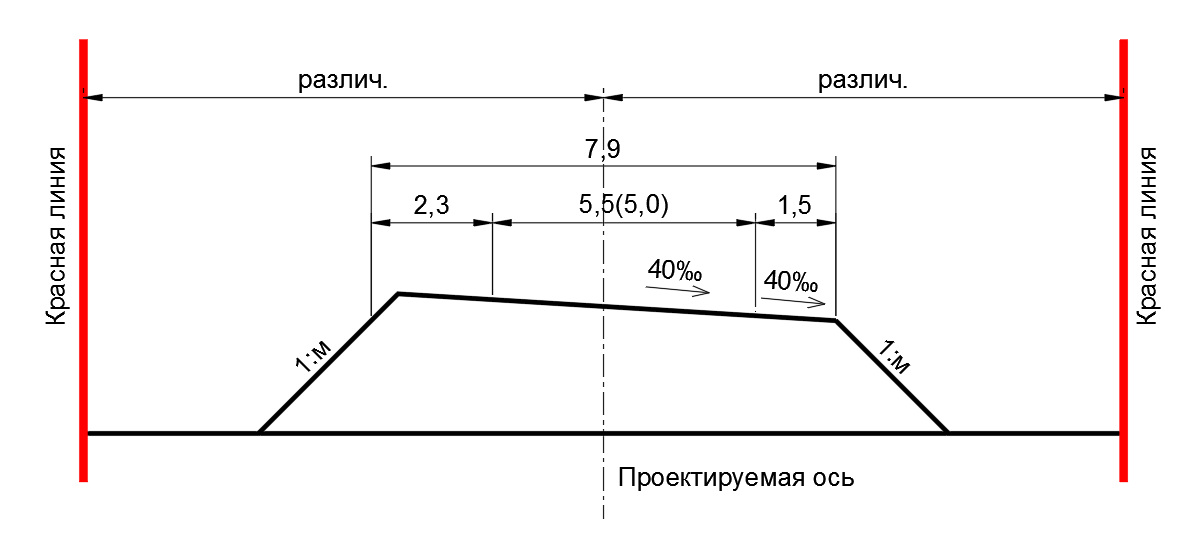 различ.
различ.
7,9
2,3
5,5(5,0)
1,5
40‰
40‰
1:м
1:м
Красная линия
Красная линия
Проектируемая ось